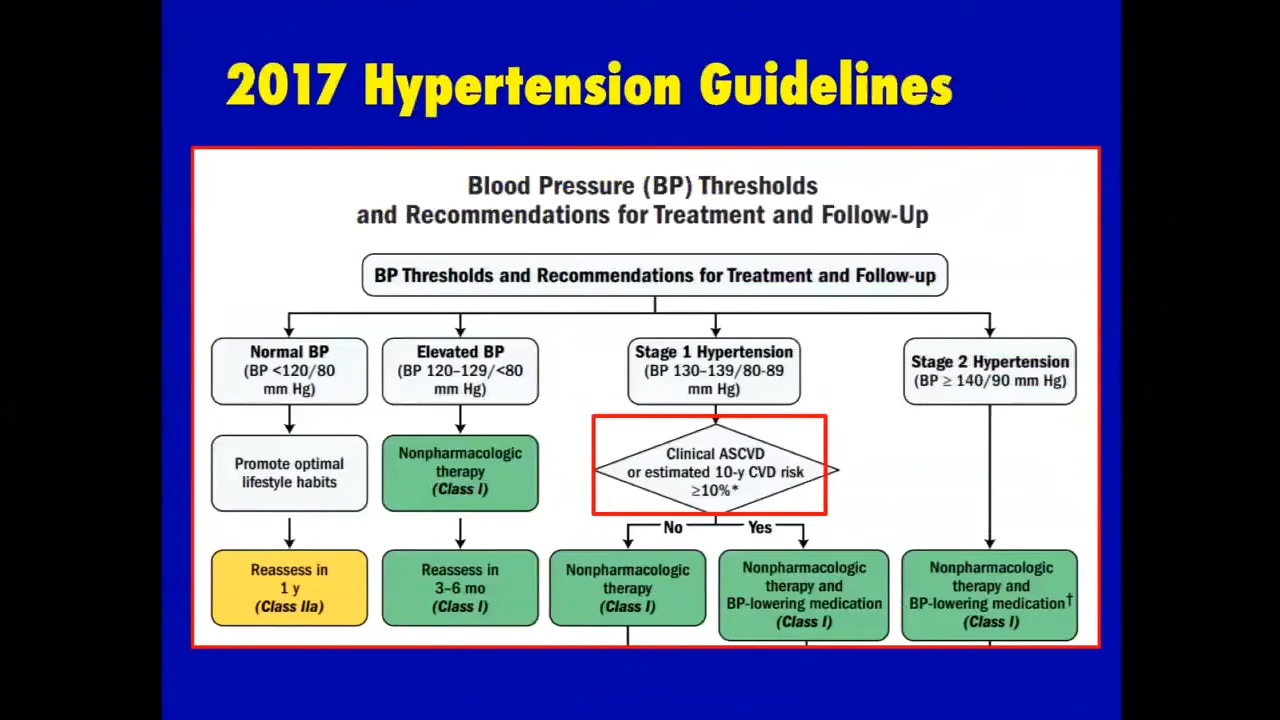 2017 Hypertension Guidelines
Blood Pressure (BP) Thresholds
and Recommendations for Treatment and Follow-Up
BP Thresholds and Recommendations for Treatment and Follow-up
Normal BP
(BP <120/80
mm Hg)
Elevated BP
(BP 120–129/<80
mm Hg)
Stage 1 Hypertension
(BP 130–139/80-89
mm Hg)
Stage 2 Hypertension
(BP ≥ 140/90 mm Hg)
Promote optimal
lifestyle habits
Nonpharmacologic
therapy
(Class I)
Clinical ASCVD
or estimated 10-y CVD risk
≥10%*
No
Yes
Reassess in
1 y
(Class IIa)
Reassess in
3–6 mo
(Class I)
Nonpharmacologic
therapy
(Class I)
Nonpharmacologic
therapy and
BP-lowering medication
(Class I)
Nonpharmacologic
therapy and
BP-lowering medication†
(Class I)